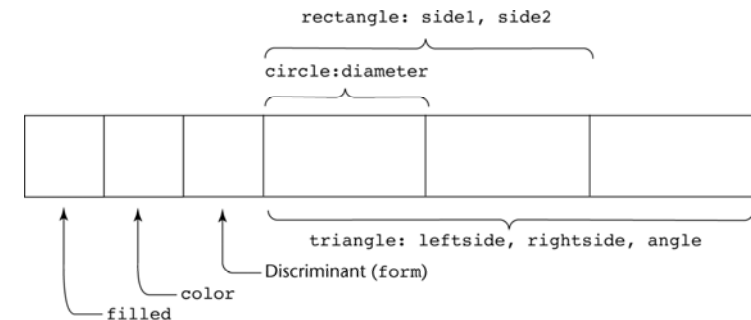 rectangle: side1, side2
circle:diameter
triangle: leftside, rightside, angle
Discriminant (form)
color
filled